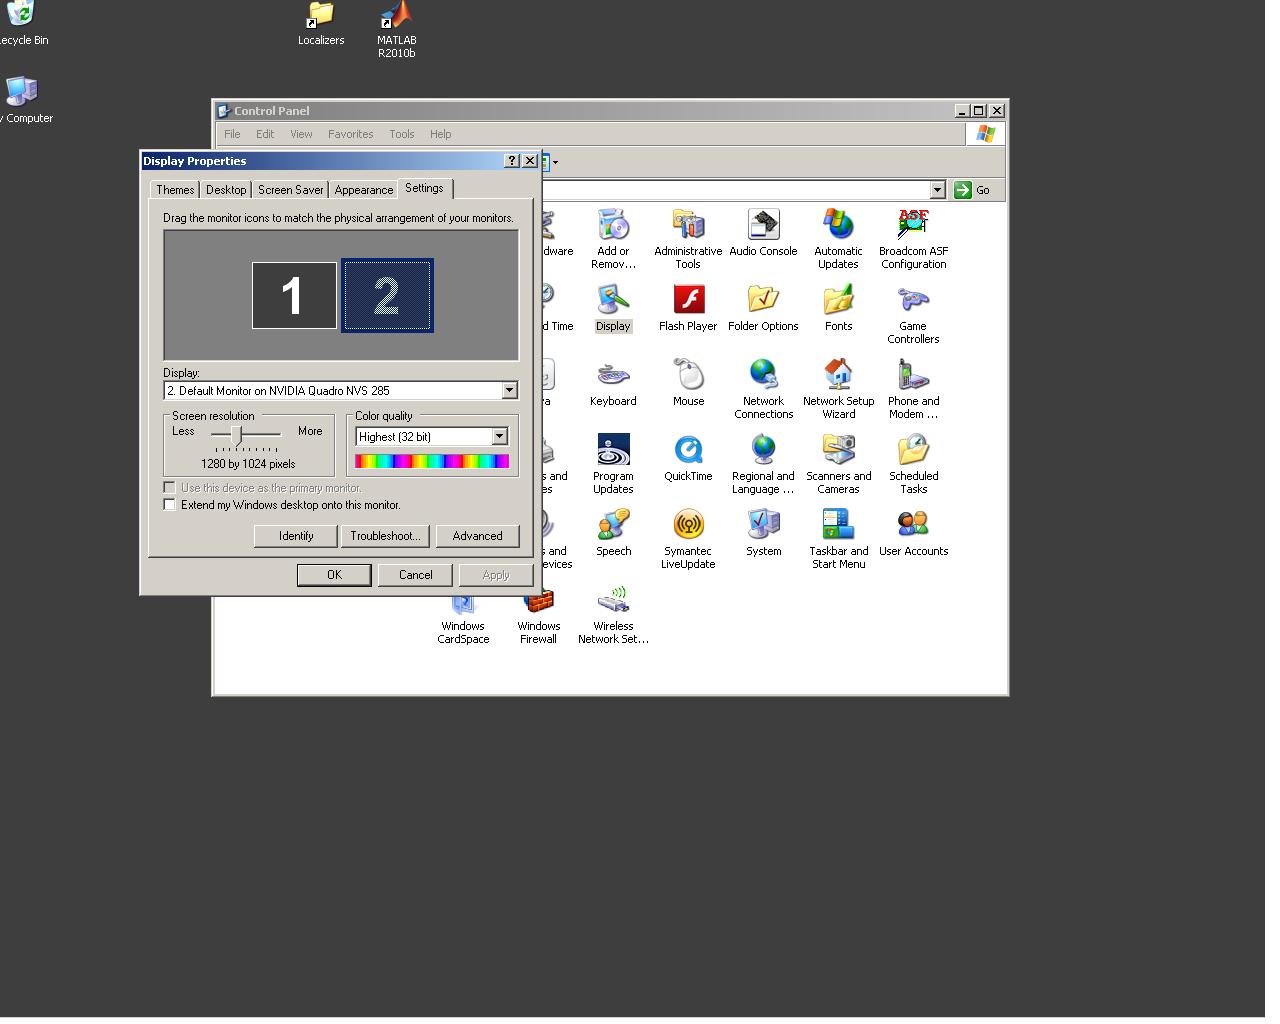 ecycle Bin
Localizers
MATLAB
R2010b
y Computer
Control Panel
File Edit View Favorites Tools Help
Display Properties
Go
Themes Desktop Screen Saver Appearance Settings
Drag the monitor icons to match the physical arrangement of your monitors.
1 2
Display:
2. Default Monitor on NVIDIA Quadro NVS 285
Screen resolution
Less More
1280 by 1024 pixels
Color quality
Highest (32 bit)
Use this device as the primary monitor.
Extend my Windows desktop onto this monitor.
Identify Troubleshoot... Advanced
OK Cancel Apply
dware
Add or
Remov...
Administrative
Tools
Audio Console
Automatic
Updates
ASF
Broadcom ASF
Configuration
d Time
Display
Flash Player
Folder Options
Fonts
Game
Controllers
va
Keyboard
Mouse
Network
Connections
Network Setup
Wizard
Phone and
Modem ...
s and
es
Program
Updates
QuickTime
Regional and
Language ...
Scanners and
Cameras
Scheduled
Tasks
s and
evices
Speech
Symantec
LiveUpdate
System
Taskbar and
Start Menu
User Accounts
Windows
CardSpace
Windows
Firewall
Wireless
Network Set...